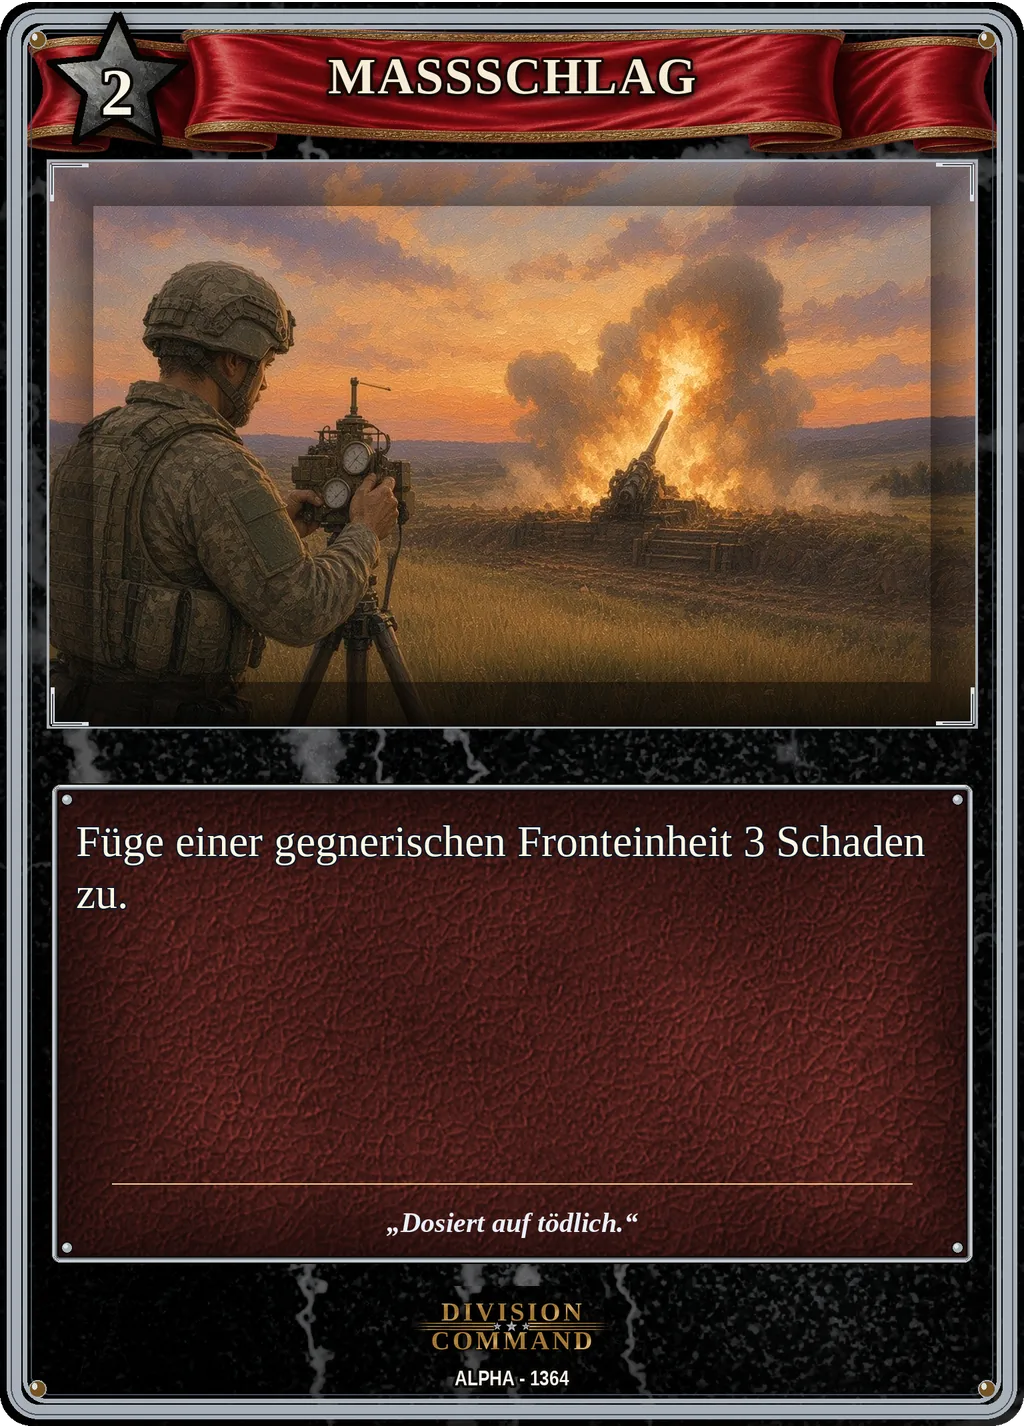 2
MASSSCHLAG
Füge einer gegnerischen Fronteinheit 3 Schaden
zu.
„Dosiert auf tödlich.“
DIVISION
COMMAND
ALPHA - 1364